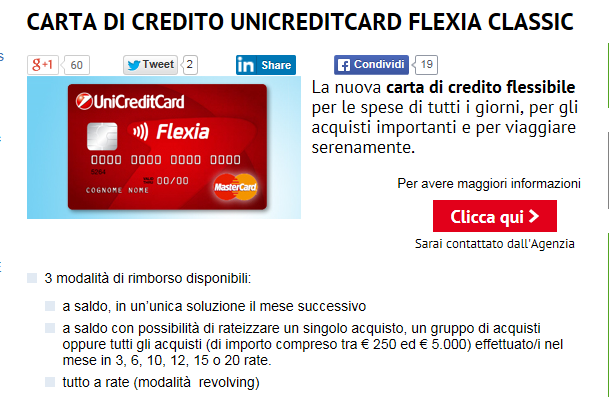 CARTA DI CREDITO UNICREDITCARD FLEXIA CLASSIC
g+1 60 Tweet 2 in Share f Condividi 19
UniCreditCard
Flexia
0000 0000 0000 0000
00/00
COGNOME NOME
MasterCard
La nuova carta di credito flessibile
per le spese di tutti i giorni, per gli
acquisti importanti e per viaggiare
serenamente.
Per avere maggiori informazioni
Clicca qui >
Sarai contattato dall'Agenzia
3 modalità di rimborso disponibili:
a saldo, in un'unica soluzione il mese successivo
a saldo con possibilità di rateizzare un singolo acquisto, un gruppo di acquisti
oppure tutti gli acquisti (di importo compreso tra € 250 ed € 5.000) effettuato/i nel
mese in 3, 6, 10, 12, 15 o 20 rate.
tutto a rate (modalità revolving)